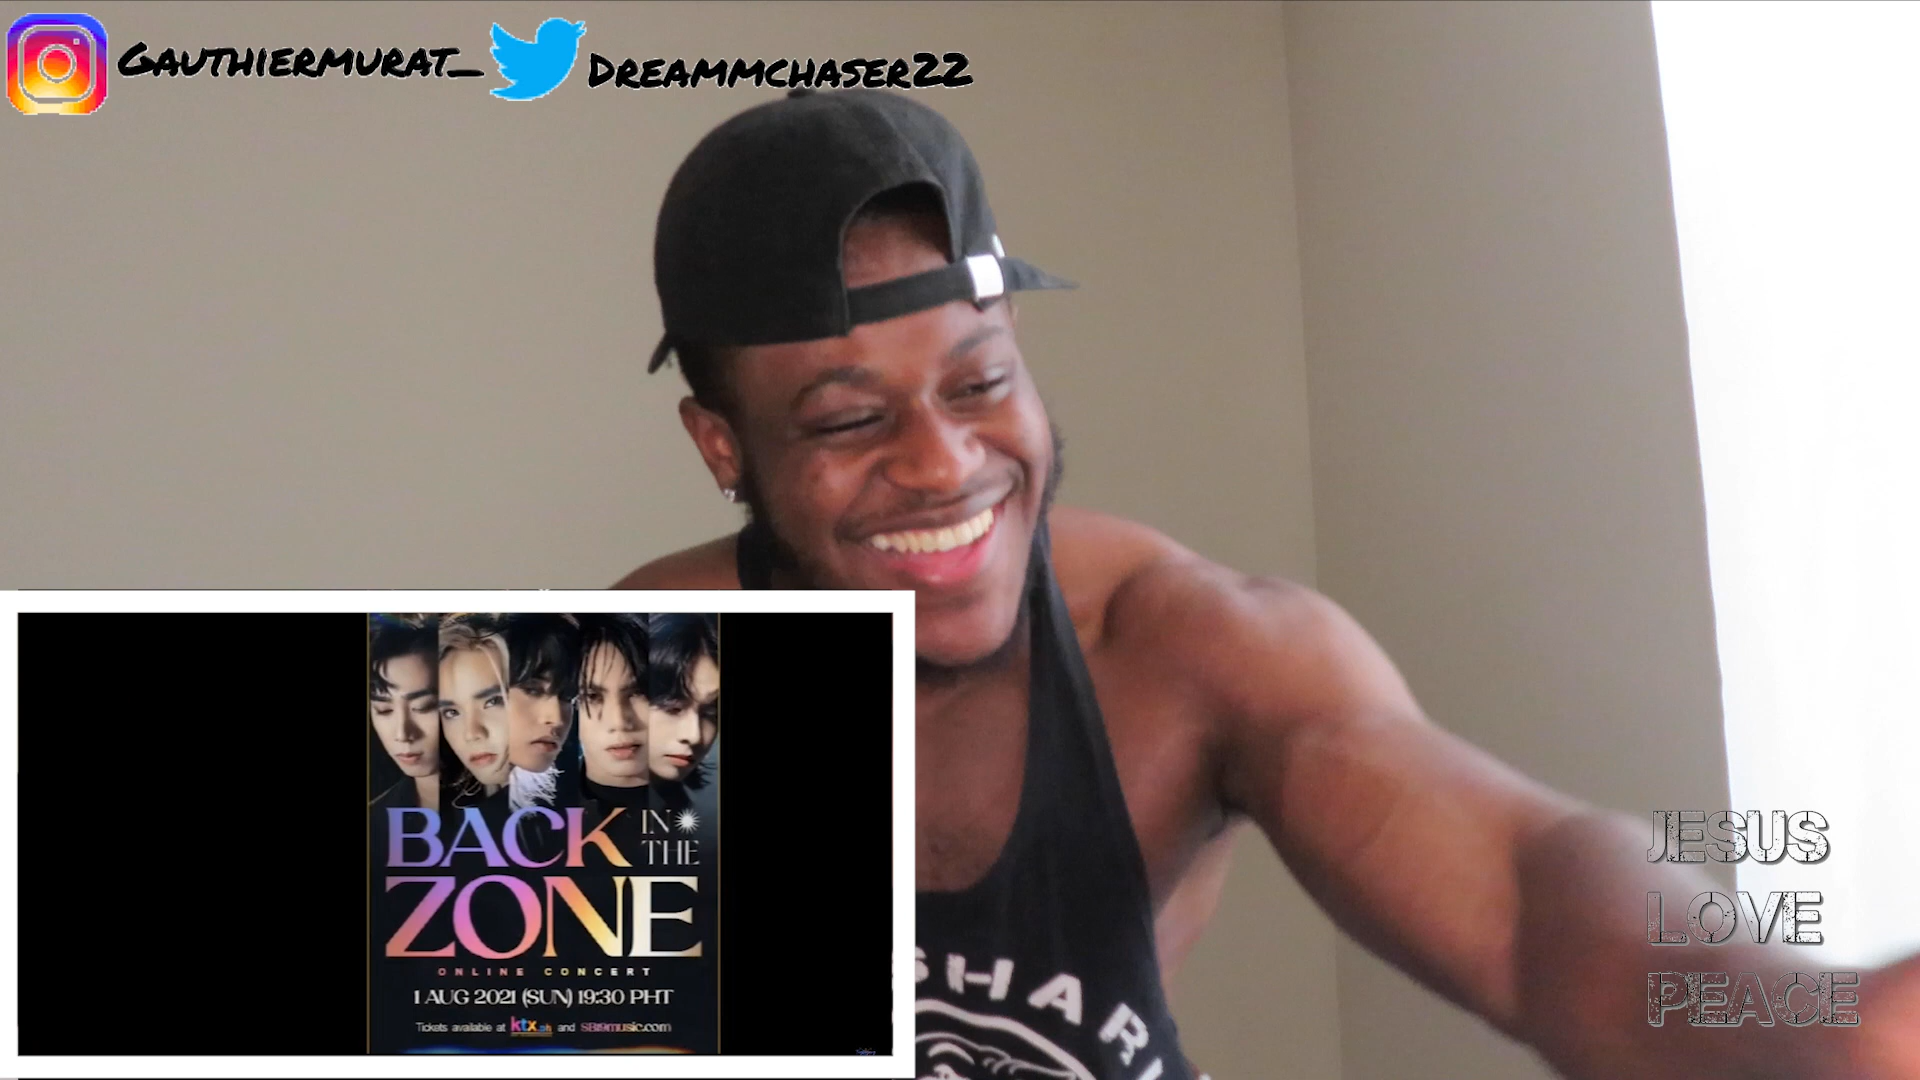 GAUTHIERMURAT_
DREAMMCHASER22
BACK
IN
THE
ZONE
ONLINE CONCERT
1 AUG 2021 (SUN) 19:30 PHT
Tickets available at ktx.ph and SB19music.com
HAR
JESUS
LOVE
PEACE